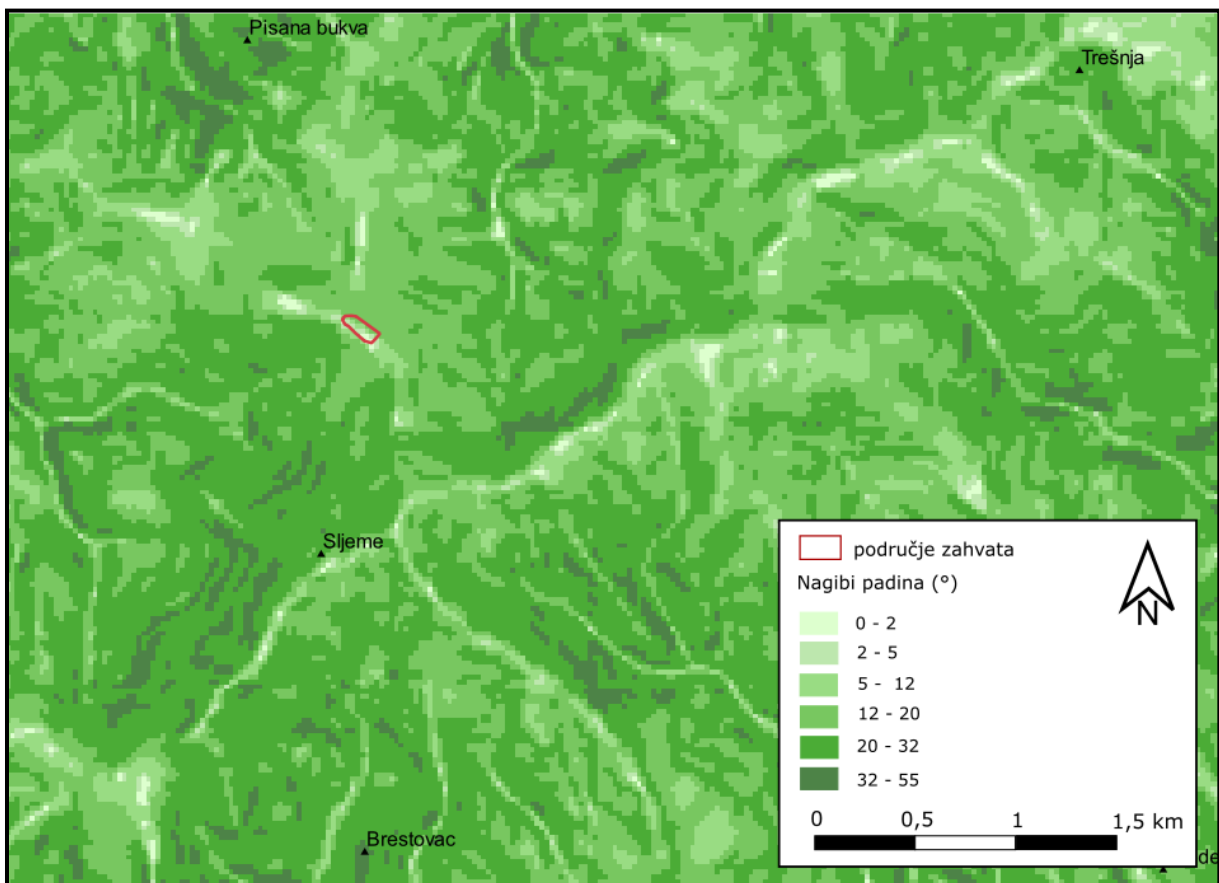 Pisana bukva
Trešnja
Sljeme
Brestovac
područje zahvata
Nagibi padina (°)
0 - 2
2 - 5
5 - 12
12 - 20
20 - 32
32 - 55
N
0 0,5 1 1,5 km
de